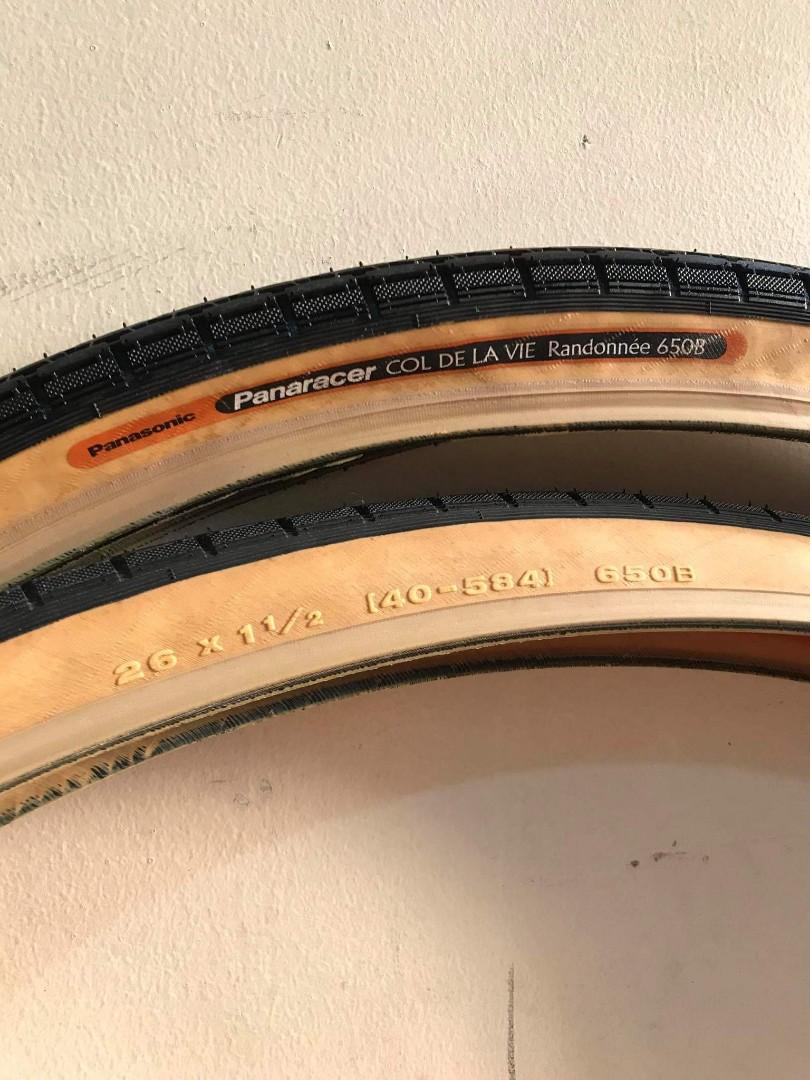 Panasonic Panaracer COL DE LA VIE Randonnée 650B
26 x 1 1/2 [40-584] 650B